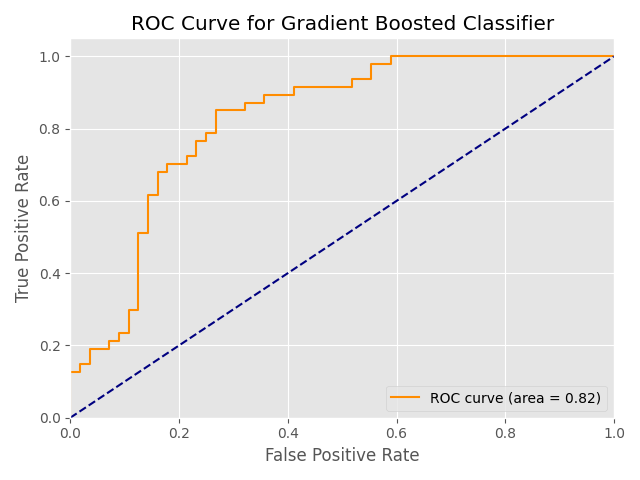 ROC Curve for Gradient Boosted Classifier
True Positive Rate
1.0
0.8
0.6
0.4
0.2
0.0
ROC curve (area = 0.82)
0.0 0.2 0.4 0.6 0.8 1.0
False Positive Rate